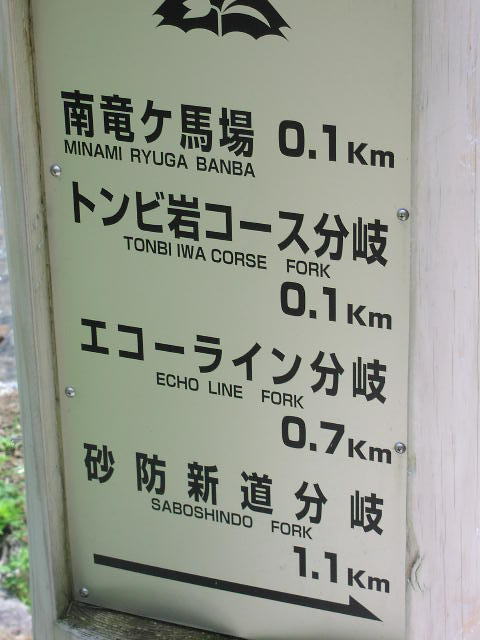 南竜ケ馬場 0.1Km
MINAMI RYUGA BANBA
トンビ岩コース分岐
TONBI IWA CORSE FORK
0.1Km
エコーライン分岐
ECHO LINE FORK
0.7Km
砂防新道分岐
SABOSHINDO FORK
1.1Km